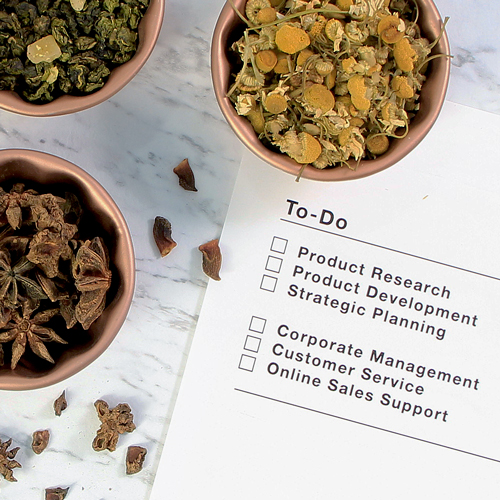 To-Do
Product Research
Product Development
Strategic Planning
Corporate Management
Customer Service
Online Sales Support